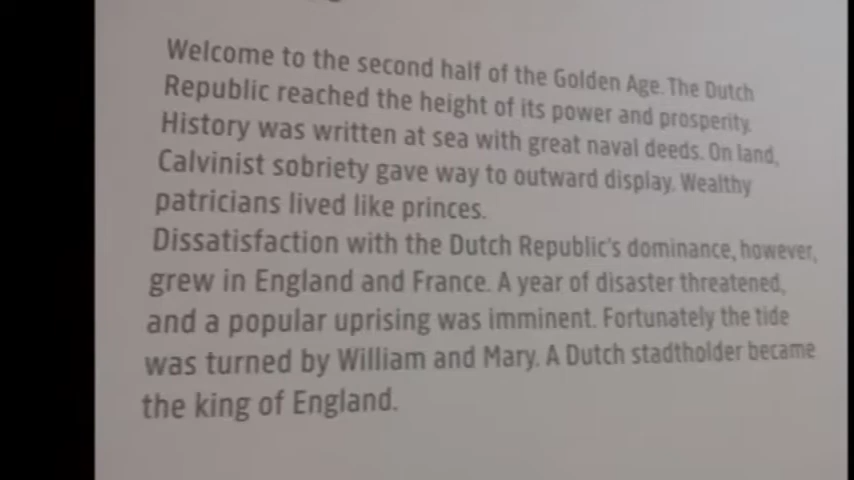 Welcome to the second half of the Golden Age. The Dutch
Republic reached the height of its power and prosperity.
History was written at sea with great naval deeds. On land,
Calvinist sobriety gave way to outward display. Wealthy
patricians lived like princes.
Dissatisfaction with the Dutch Republic's dominance, however,
grew in England and France. A year of disaster threatened,
and a popular uprising was imminent. Fortunately the tide
was turned by William and Mary. A Dutch stadtholder became
the king of England.